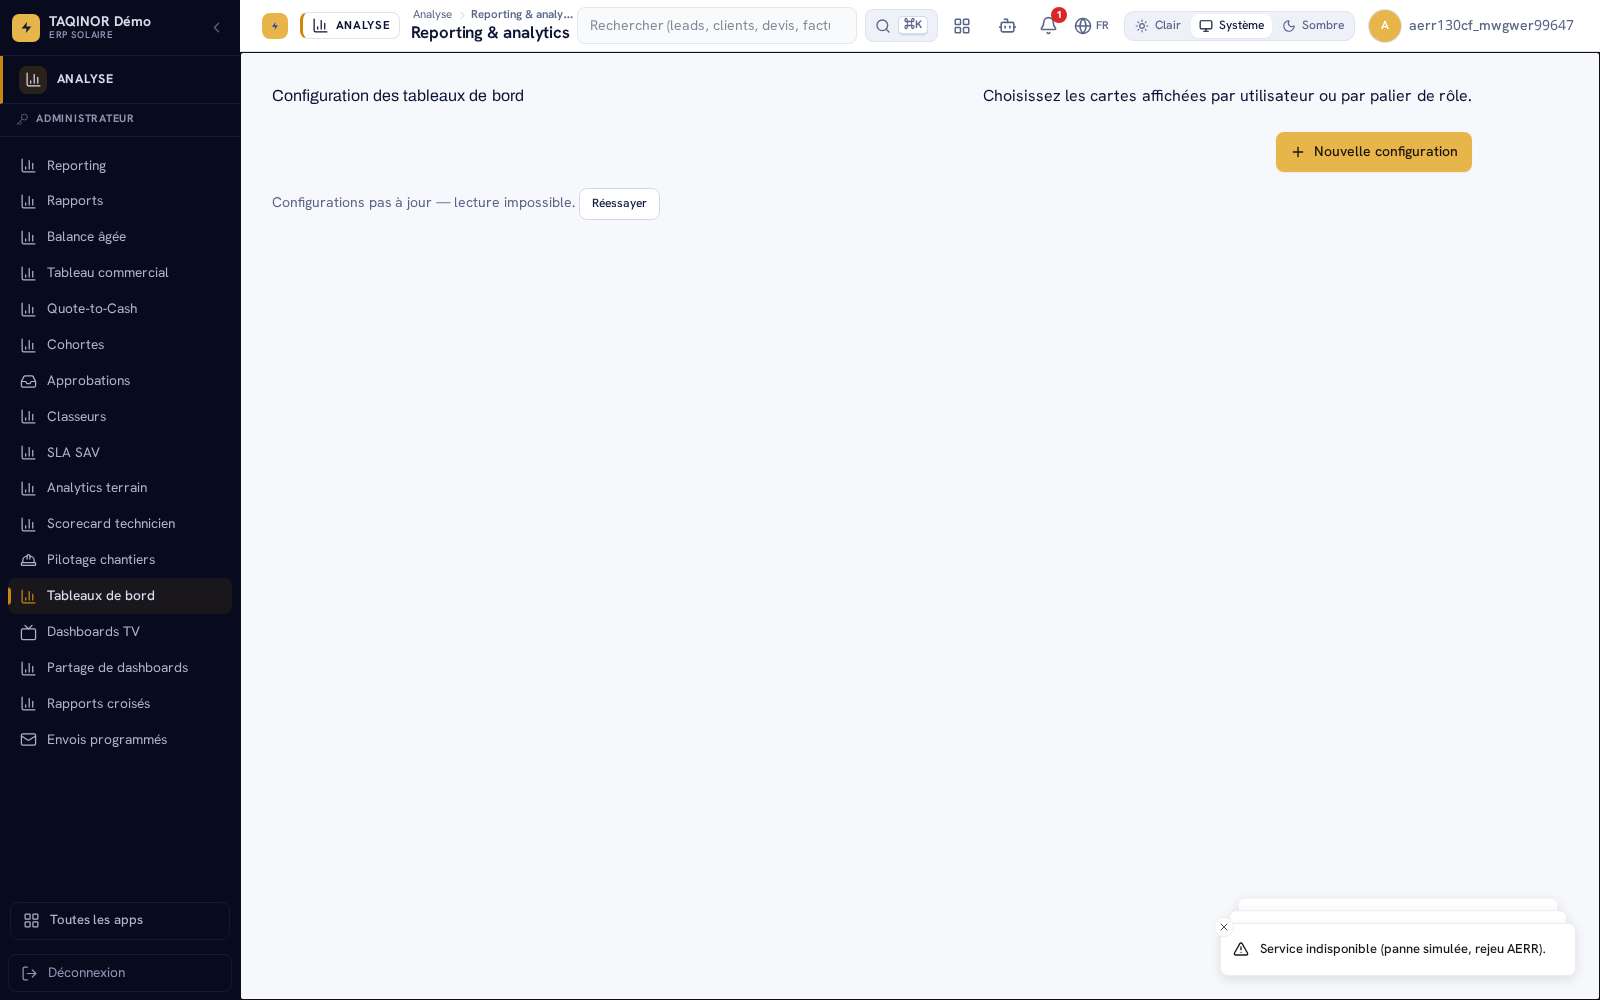 TAQINOR Démo
ERP SOLAIRE
ANALYSE
ADMINISTRATEUR
Reporting
Rapports
Balance âgée
Tableau commercial
Quote-to-Cash
Cohortes
Approbations
Classeurs
SLA SAV
Analytics terrain
Scorecard technicien
Pilotage chantiers
Tableaux de bord
Dashboards TV
Partage de dashboards
Rapports croisés
Envois programmés
Toutes les apps
Déconnexion
ANALYSE
Analyse Reporting & analy...
Reporting & analytics
Rechercher (leads, clients, devis, factu
⌘K
1
FR
Clair Système Sombre
A
aerr130cf_mwgwer99647
Configuration des tableaux de bord
Choisissez les cartes affichées par utilisateur ou par palier de rôle.
Nouvelle configuration
Configurations pas à jour — lecture impossible. Réessayer
Service indisponible (panne simulée, rejeu AERR).